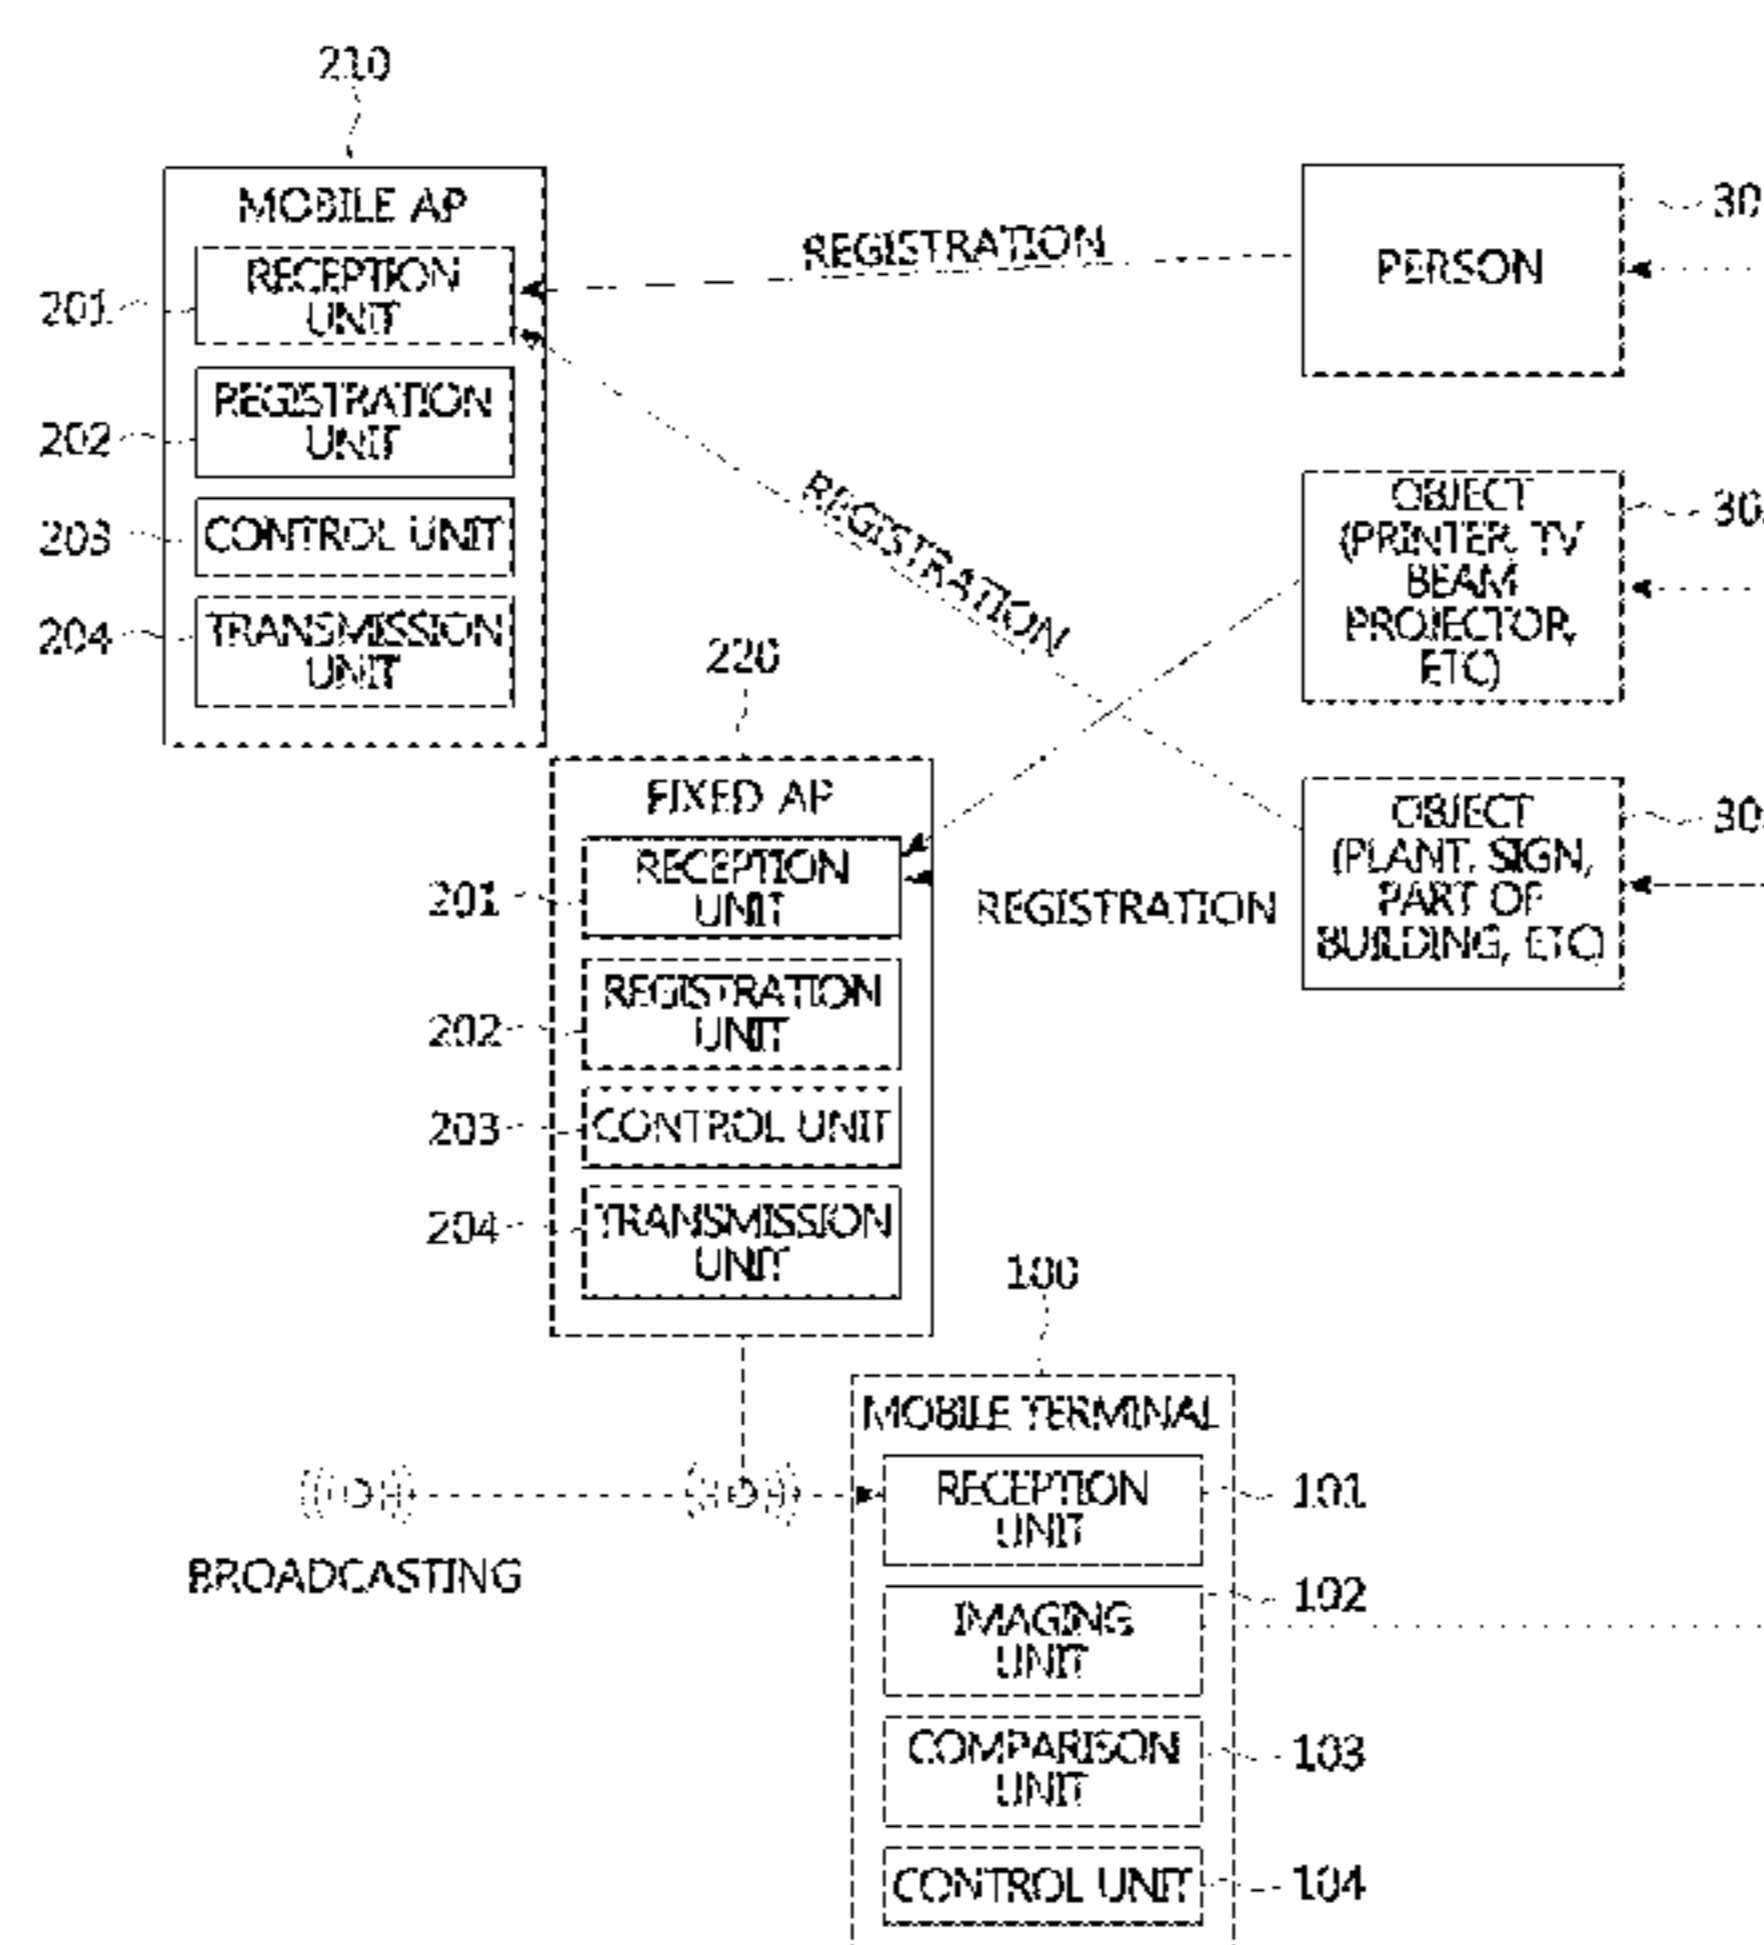 210
MOBILE AP
RECEPTION
UNIT
201
REGISTRATION
UNIT
202
CONTROL UNIT
203
TRANSMISSION
UNIT
204
REGISTRATION
REGISTRATION
PERSON
30
OBJECT
(PRINTER, TV
BEAM
PROJECTOR,
ETC)
30
OBJECT
(PLANT, SIGN,
PART OF
BUILDING, ETC)
30
220
FIXED AP
RECEPTION
UNIT
201
REGISTRATION
REGISTRATION
UNIT
202
CONTROL UNIT
203
TRANSMISSION
UNIT
204
100
MOBILE TERMINAL
RECEPTION
UNIT
101
BROADCASTING
IMAGING
UNIT
102
COMPARISON
UNIT
103
CONTROL UNIT
104